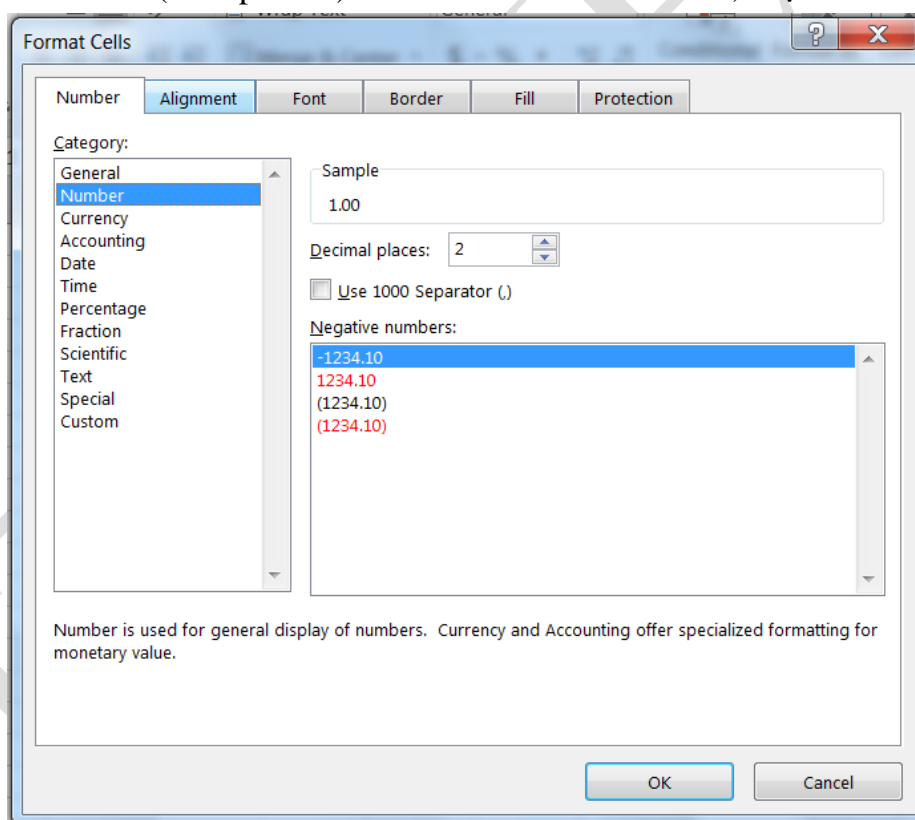 Format Cells
?
X
Number Alignment Font Border Fill Protection
Category:
General
Number
Currency
Accounting
Date
Time
Percentage
Fraction
Scientific
Text
Special
Custom
Sample
1.00
Decimal places: 2
Use 1000 Separator (,)
Negative numbers:
-1234.10
1234.10
(1234.10)
(1234.10)
Number is used for general display of numbers. Currency and Accounting offer specialized formatting for
monetary value.
OK Cancel